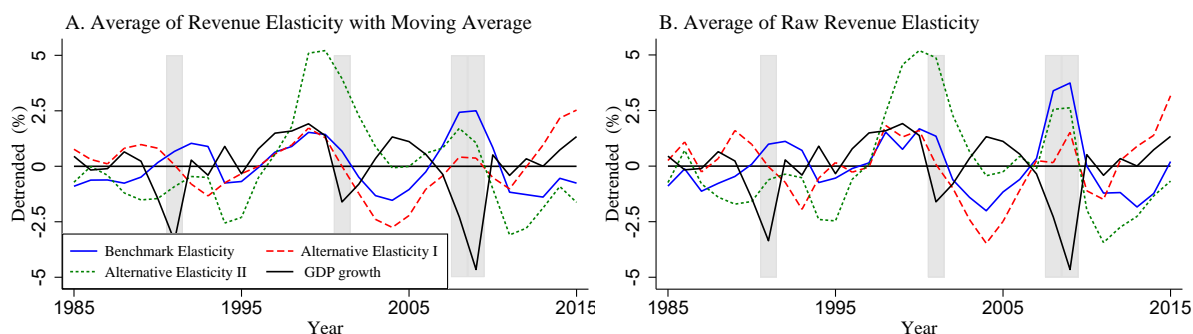 A. Average of Revenue Elasticity with Moving Average
Detrended (%)
5
2.5
0
-2.5
-5
Benchmark Elasticity
Alternative Elasticity I
Alternative Elasticity II
GDP growth
1985
1995
2005
2015
Year
B. Average of Raw Revenue Elasticity
Detrended (%)
5
2.5
0
-2.5
-5
1985
1995
2005
2015
Year